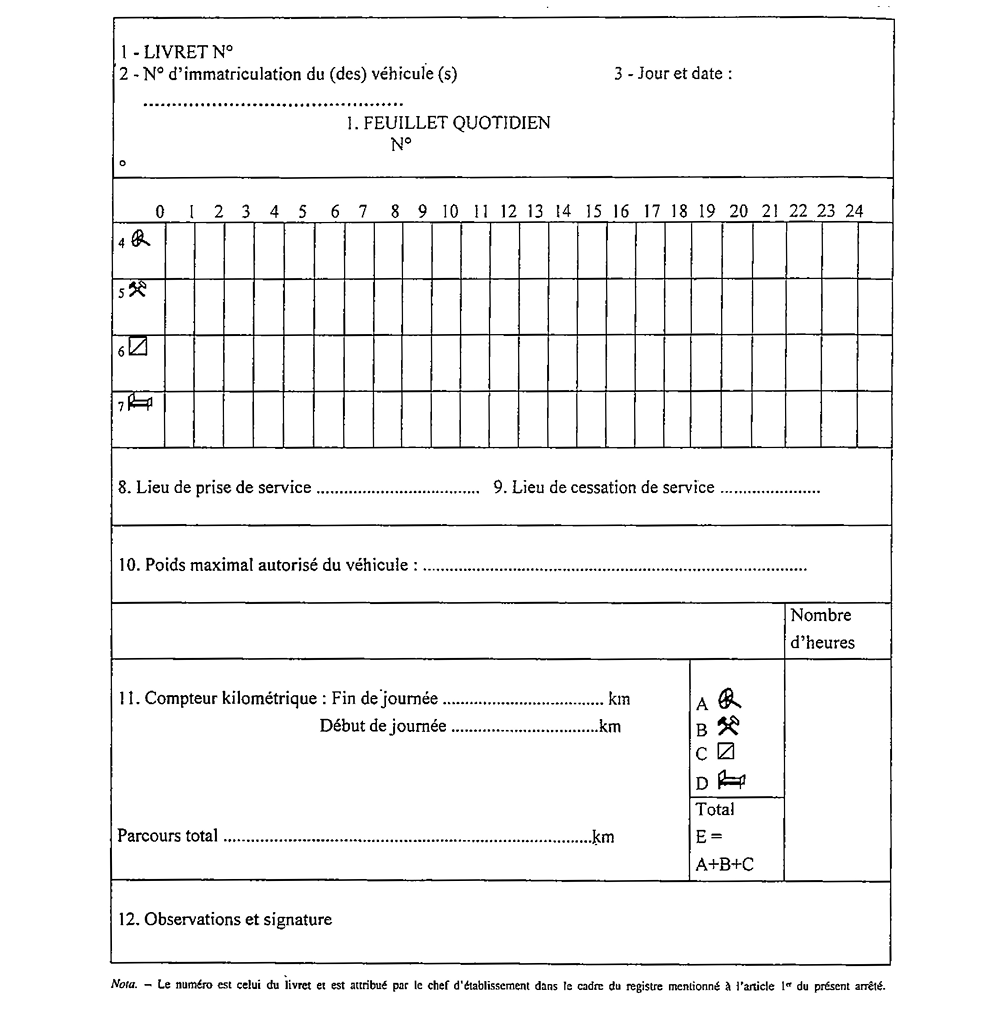 1 - LIVRET N°
2 - N° d'immatriculation du (des) véhicule (s) 3 - Jour et date :
................................................
1. FEUILLET QUOTIDIEN
N°
°
0 1 2 3 4 5 6 7 8 9 10 11 12 13 14 15 16 17 18 19 20 21 22 23 24
4
5
6
7
8. Lieu de prise de service .................................... 9. Lieu de cessation de service ......................
10. Poids maximal autorisé du véhicule : .....................................................................................
Nombre
d'heures
11. Compteur kilométrique : Fin de journée ................................... km
Début de journée ................................km
A
B
C
D
Parcours total .................................................................................km
Total
E =
A+B+C
12. Observations et signature
Nota. – Le numéro est celui du livret et est attribué par le chef d'établissement dans le cadre du registre mentionné à l'article 1er du présent arrêté.